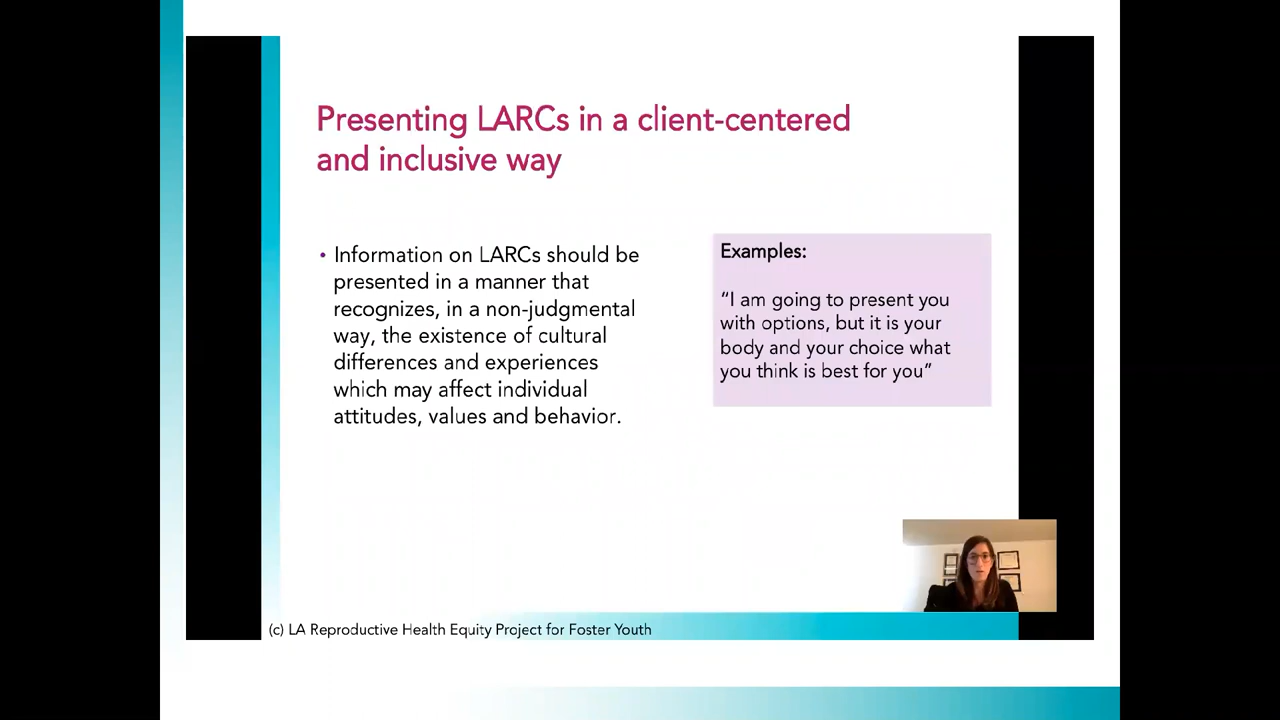 Presenting LARCs in a client-centered
and inclusive way
• Information on LARCs should be
presented in a manner that
recognizes, in a non-judgmental
way, the existence of cultural
differences and experiences
which may affect individual
attitudes, values and behavior.
Examples:
“I am going to present you
with options, but it is your
body and your choice what
you think is best for you”
(c) LA Reproductive Health Equity Project for Foster Youth